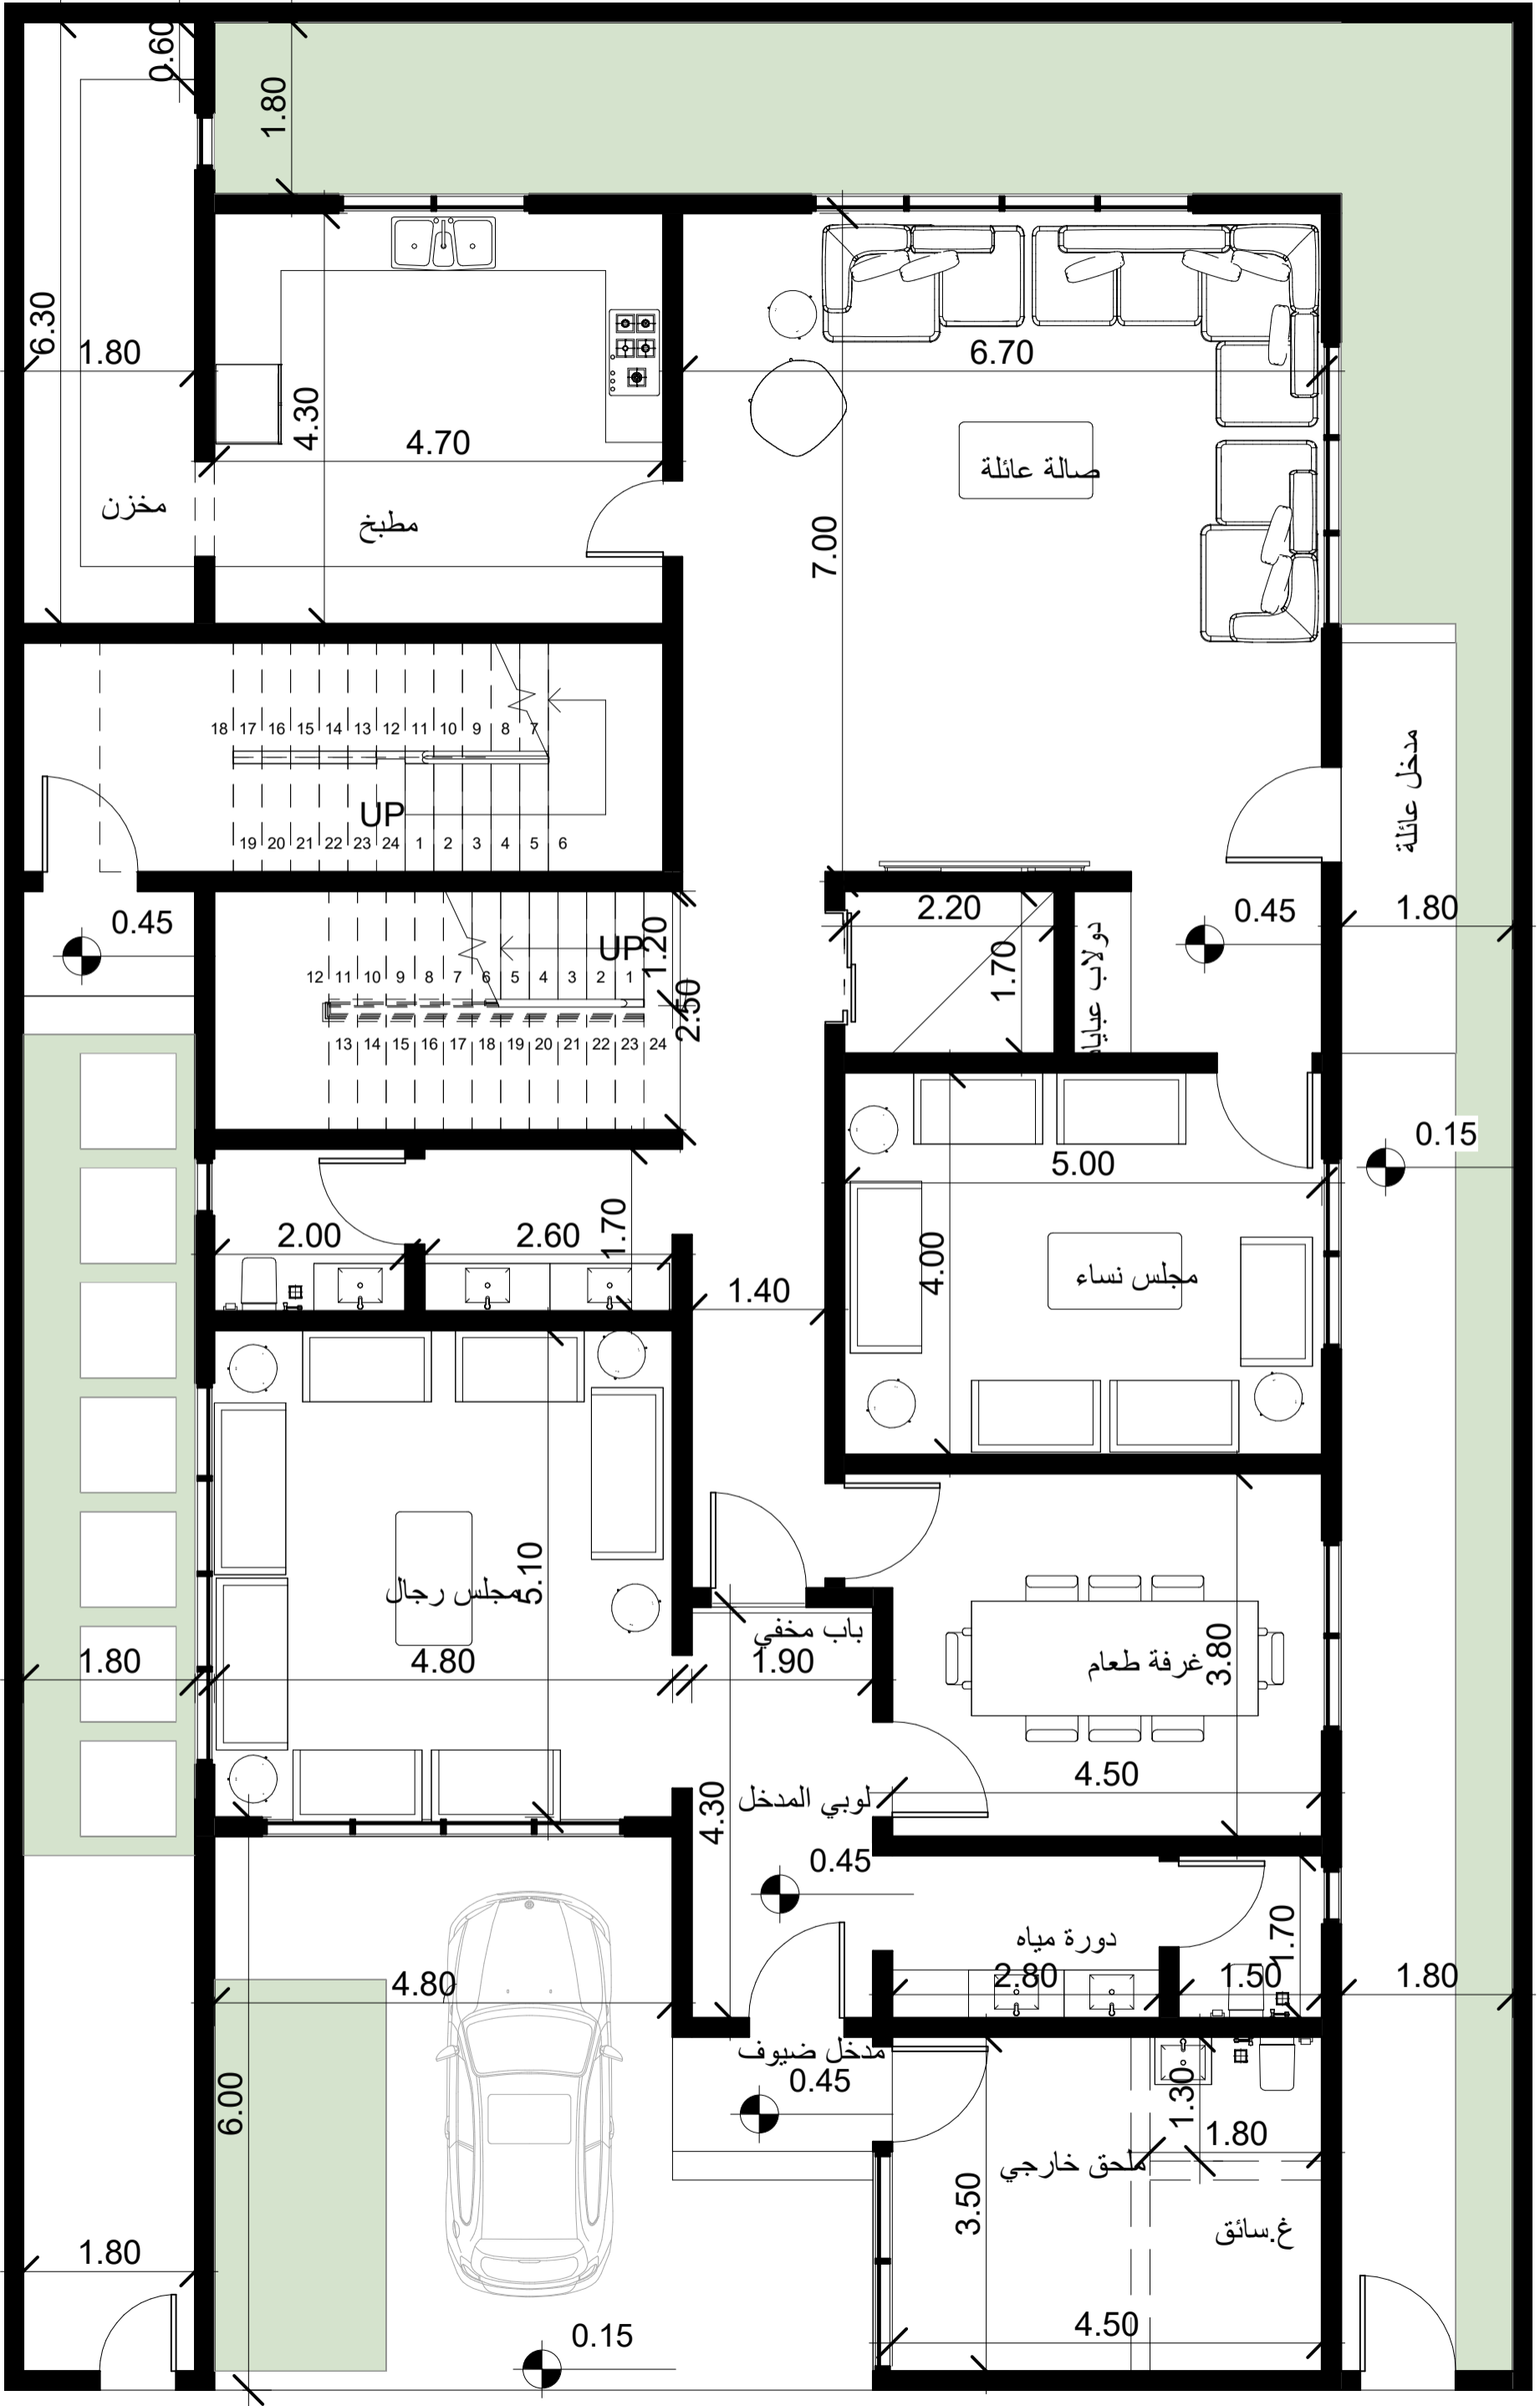 0.60
1.80
6.30
1.80
4.30
4.70
6.70
صالة عائلة
7.00
مخزن
مطبخ
18 17 16 15 14 13 12 11 10 9 8 7
UP
19 20 21 22 23 24 1 2 3 4 5 6
مدخل عائلة
0.45
2.20
0.45
1.80
1.20
UP
1.70
دولاب عبايات
12 11 10 9 8 7 6 5 4 3 2 1
2.50
13 14 15 16 17 18 19 20 21 22 23 24
0.15
5.00
2.00
2.60
1.70
4.00
مجلس نساء
1.40
5.10
مجلس رجال
باب مخفي
1.80
4.80
1.90
غرفة طعام
3.80
4.50
لوبي المدخل
4.30
0.45
دورة مياه
1.70
4.80
2.80
1.50
1.80
مدخل ضيوف
0.45
6.00
1.30
1.80
ملحق خارجي
3.50
غ.سائق
1.80
4.50
0.15